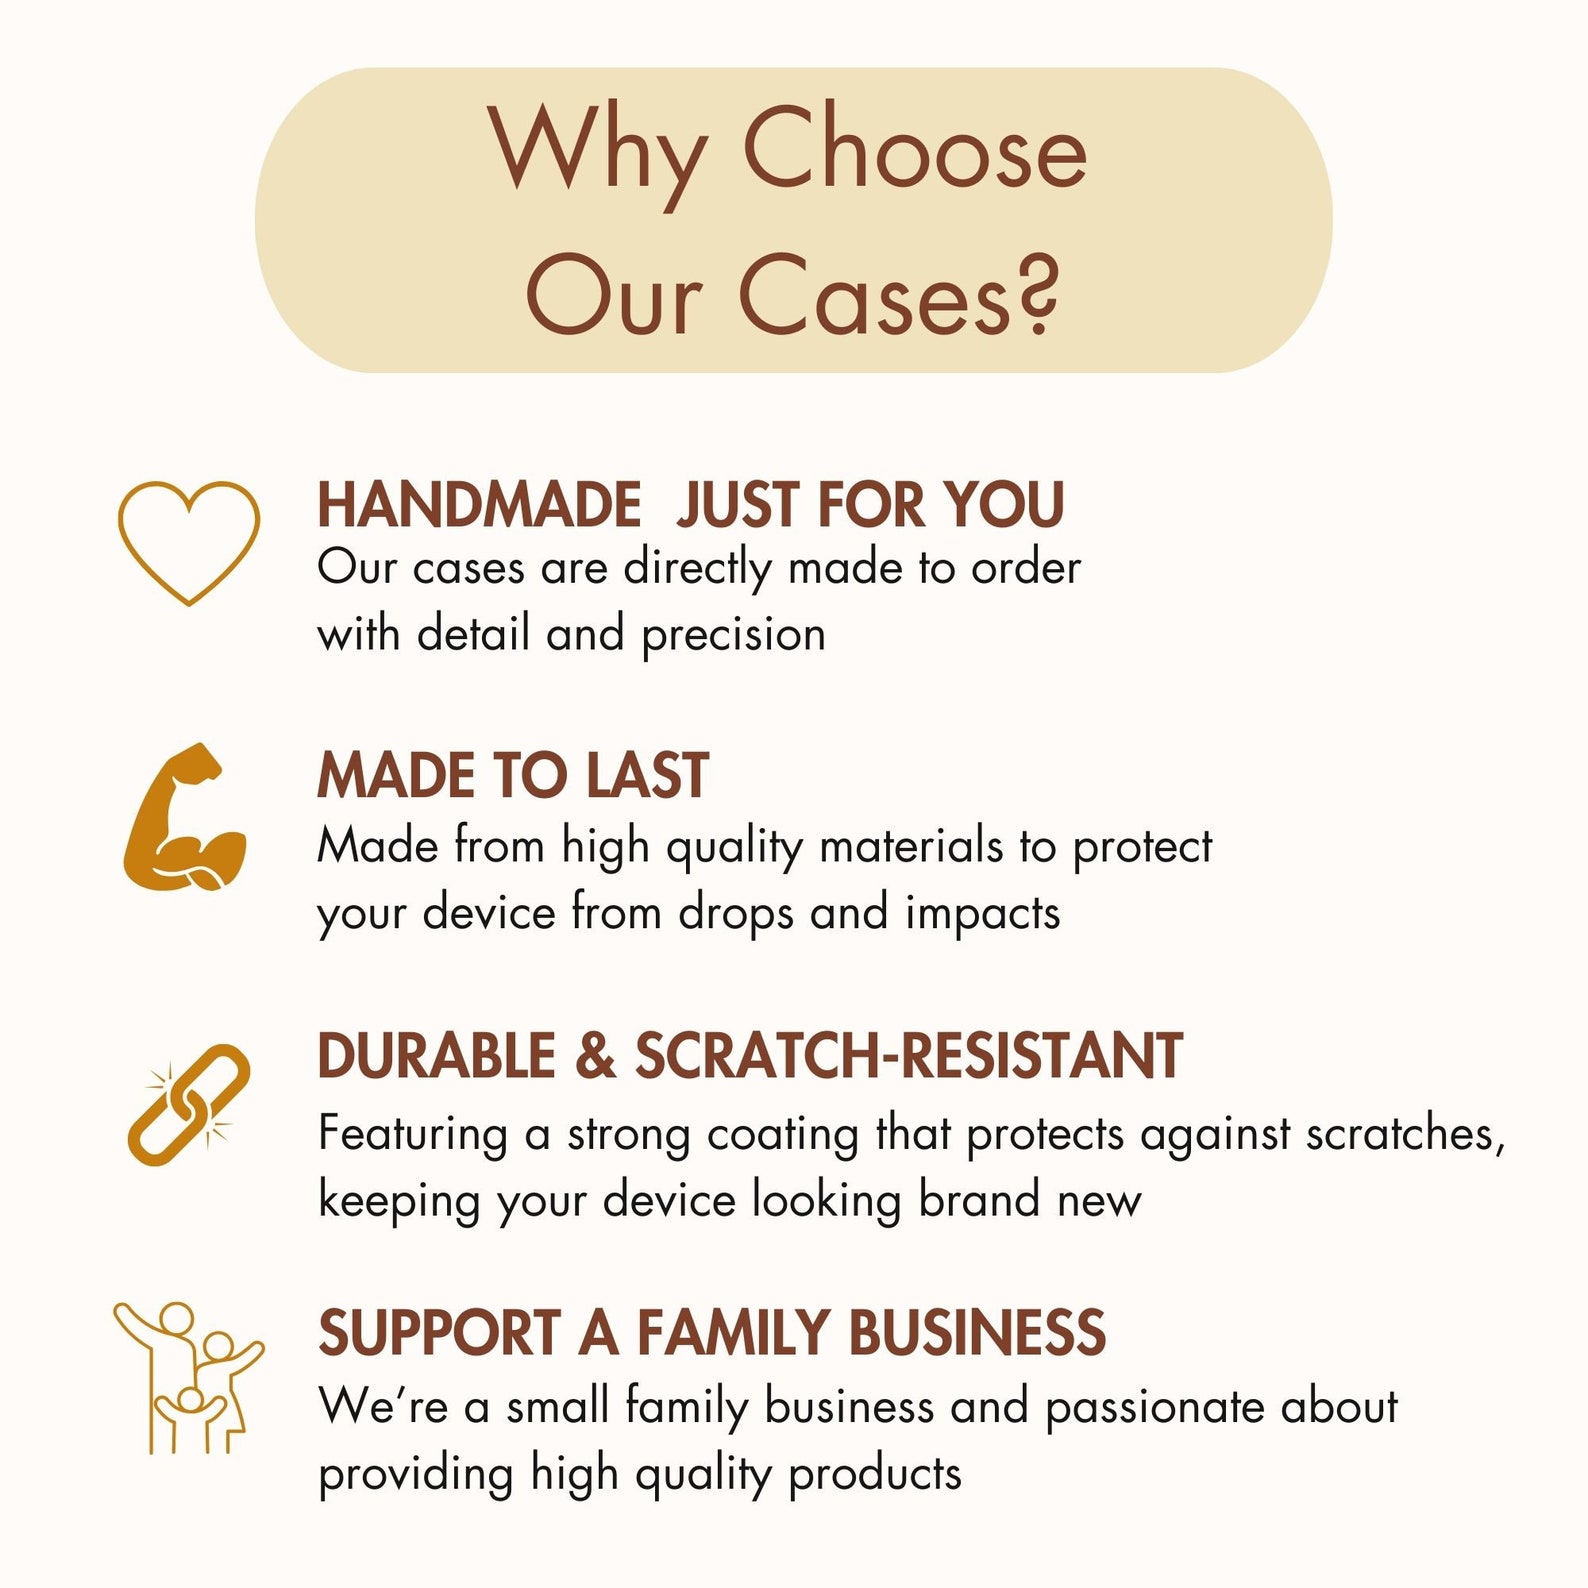 Why Choose
Our Cases?
HANDMADE  JUST FOR YOU
Our cases are directly made to order
with detail and precision
MADE TO LAST
Made from high quality materials to protect
your device from drops and impacts
DURABLE & SCRATCH-RESISTANT
Featuring a strong coating that protects against scratches,
keeping your device looking brand new
SUPPORT A FAMILY BUSINESS
We’re a small family business and passionate about
providing high quality products